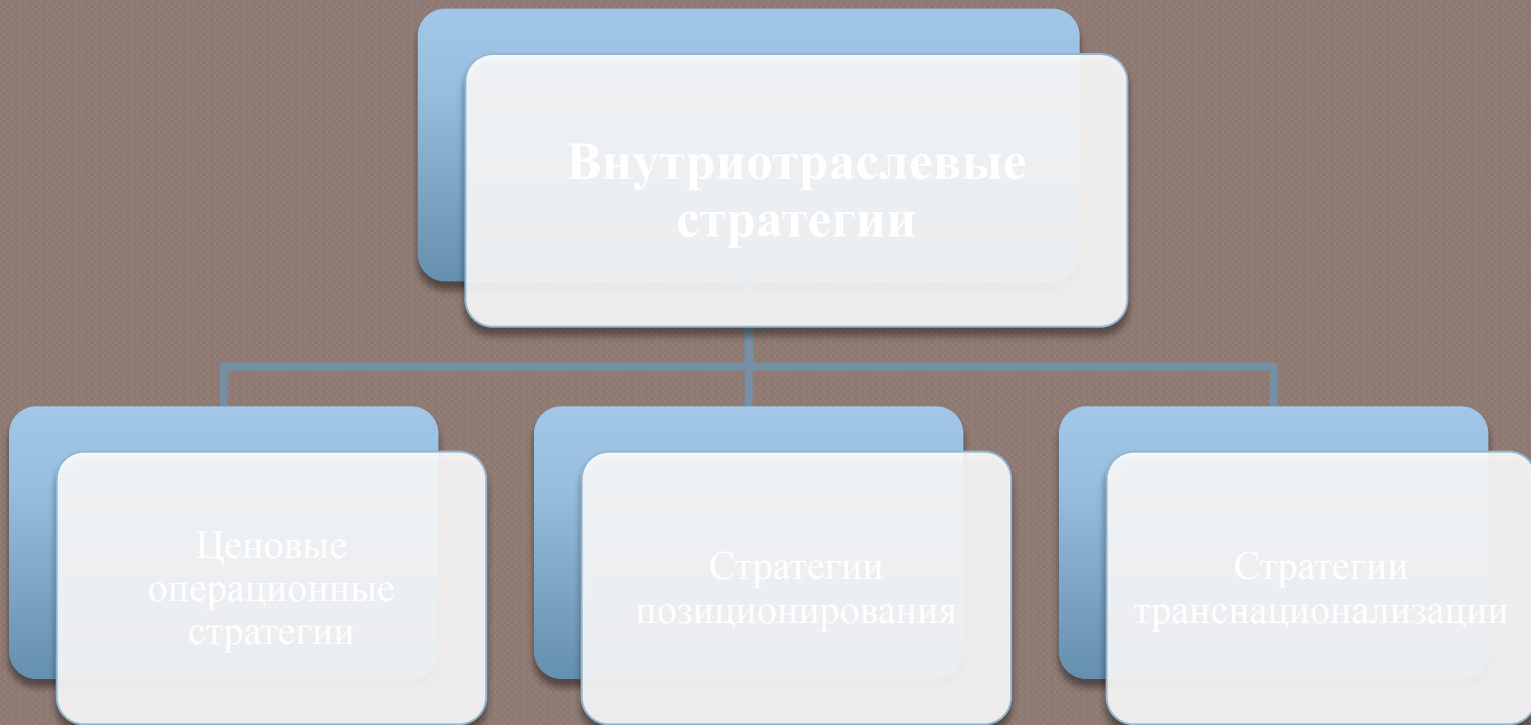 Внутриотраслевые
стратегии
Ценовые
операционные
стратегии
Стратегии
позиционирования
Стратегии
транснационализации